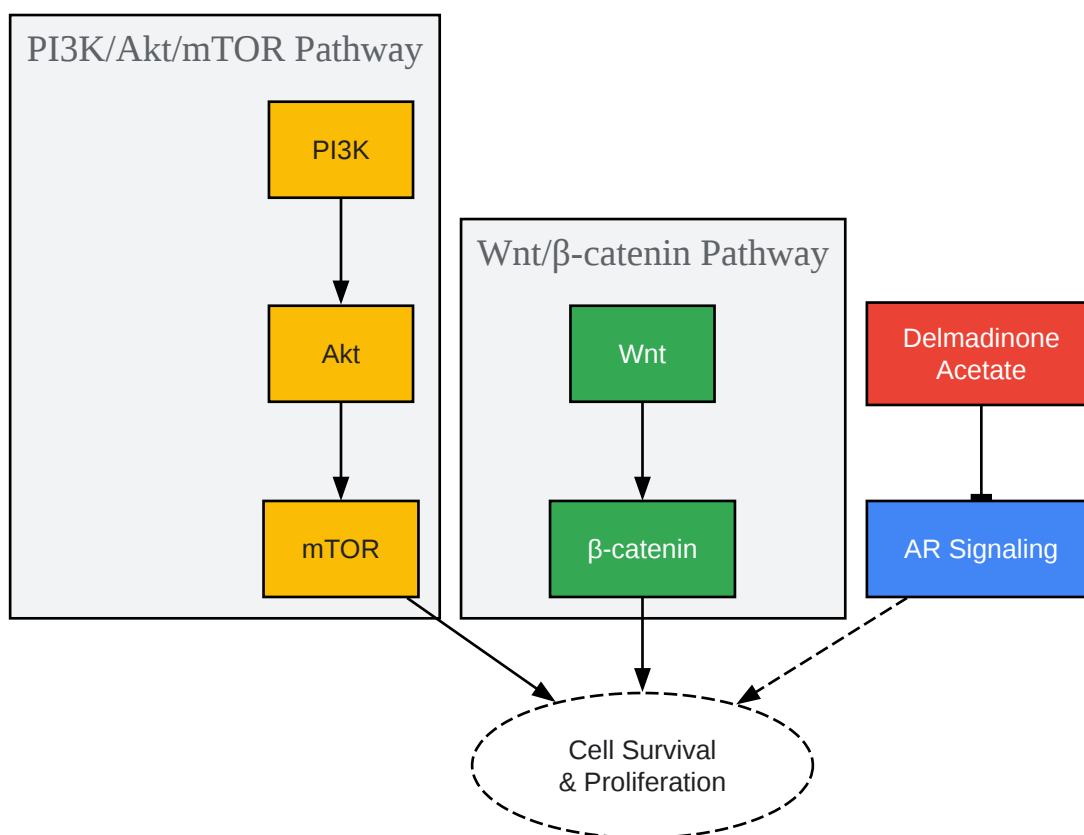 PI3K/Akt/mTOR Pathway
PI3K
Akt
mTOR
Wnt/β-catenin Pathway
Wnt
β-catenin
Delmadinone
Acetate
AR Signaling
Cell Survival
& Proliferation